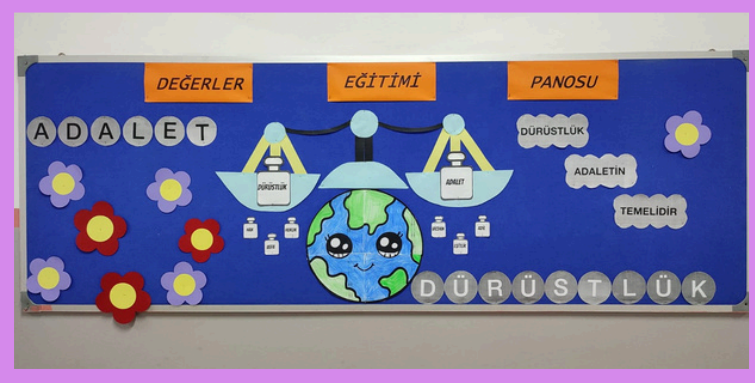 DEĞERLER EĞİTİMİ PANOSU
ADALET
DÜRÜSTLÜK
ADALETİN
TEMELİDİR
DÜRÜSTLÜK
ADALET
DÜRÜSTLÜK